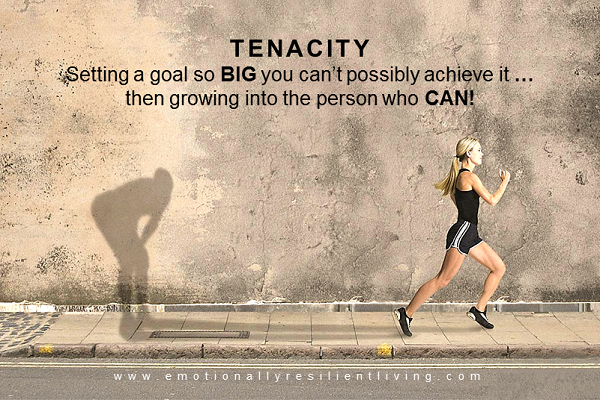 TENACITY
Setting a goal so BIG you can't possibly achieve it ...
then growing into the person who CAN!
www.emotionallyresilientliving.com